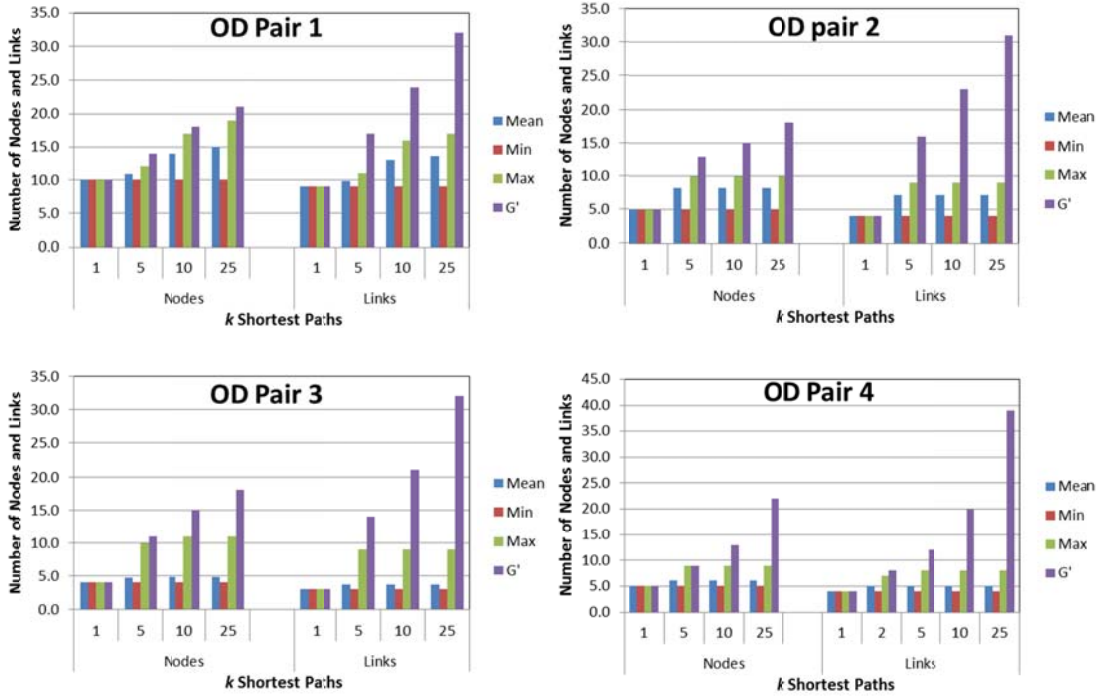 OD Pair 1
Number of Nodes and Links
35.0
30.0
25.0
20.0
15.0
10.0
5.0
0.0
1 5 10 25 1 5 10 25
Nodes Links
k Shortest Paths
Mean
Min
Max
G'
OD pair 2
Number of Nodes and Links
35.0
30.0
25.0
20.0
15.0
10.0
5.0
0.0
1 5 10 25 1 5 10 25
Nodes Links
k Shortest Paths
Mean
Min
Max
G'
OD Pair 3
Number of Nodes and Links
35.0
30.0
25.0
20.0
15.0
10.0
5.0
0.0
1 5 10 25 1 5 10 25
Nodes Links
k Shortest Paths
Mean
Min
Max
G'
OD Pair 4
Number of Nodes and Links
45.0
40.0
35.0
30.0
25.0
20.0
15.0
10.0
5.0
0.0
1 5 10 25 1 2 5 10 25
Nodes Links
k Shortest Paths
Mean
Min
Max
G'